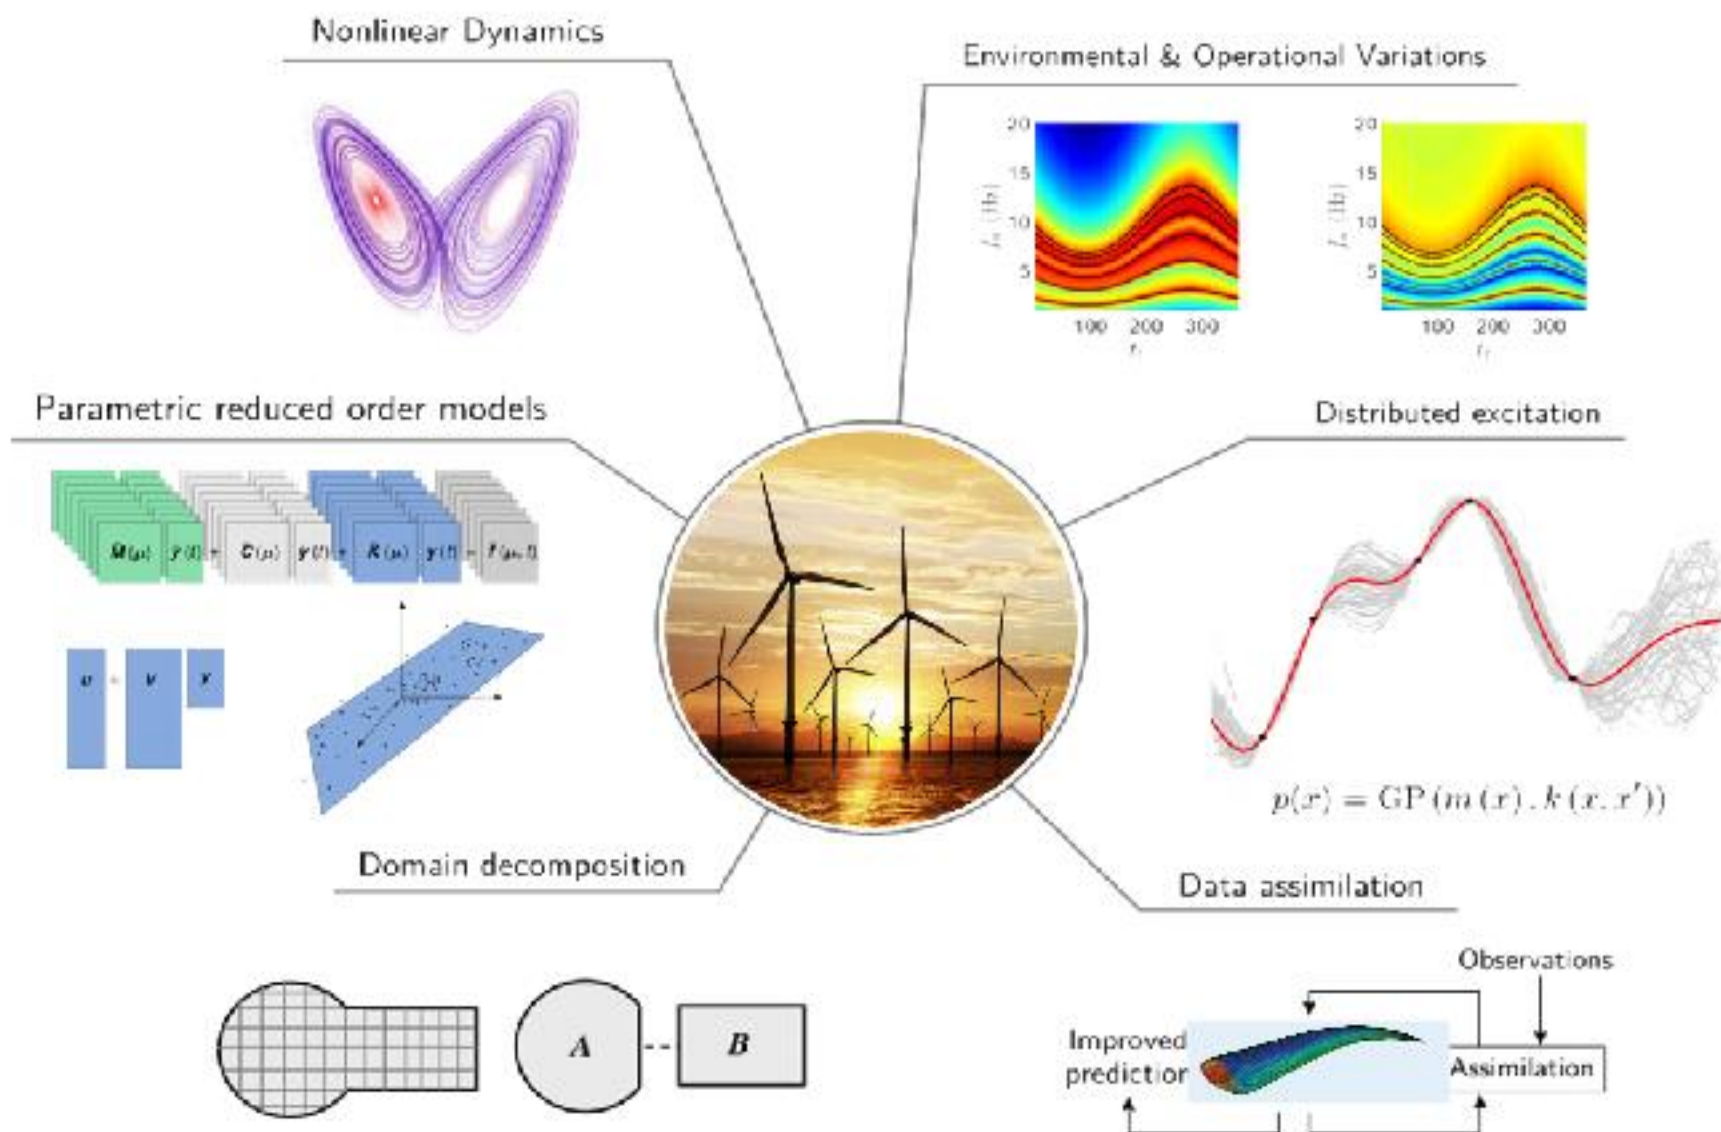 Nonlinear Dynamics
Environmental & Operational Variations
20
15
10
5
100 200 300
20
15
10
5
100 200 300
Parametric reduced order models
Distributed excitation
M(μ) ÿ(t) + C(μ) ẏ(t) + K(μ) y(t) = f(μ, t)
u = V y
p(x) = GP (m (x) , k (x, x′))
Domain decomposition
Data assimilation
A
B
Observations
Improved
prediction
Assimilation